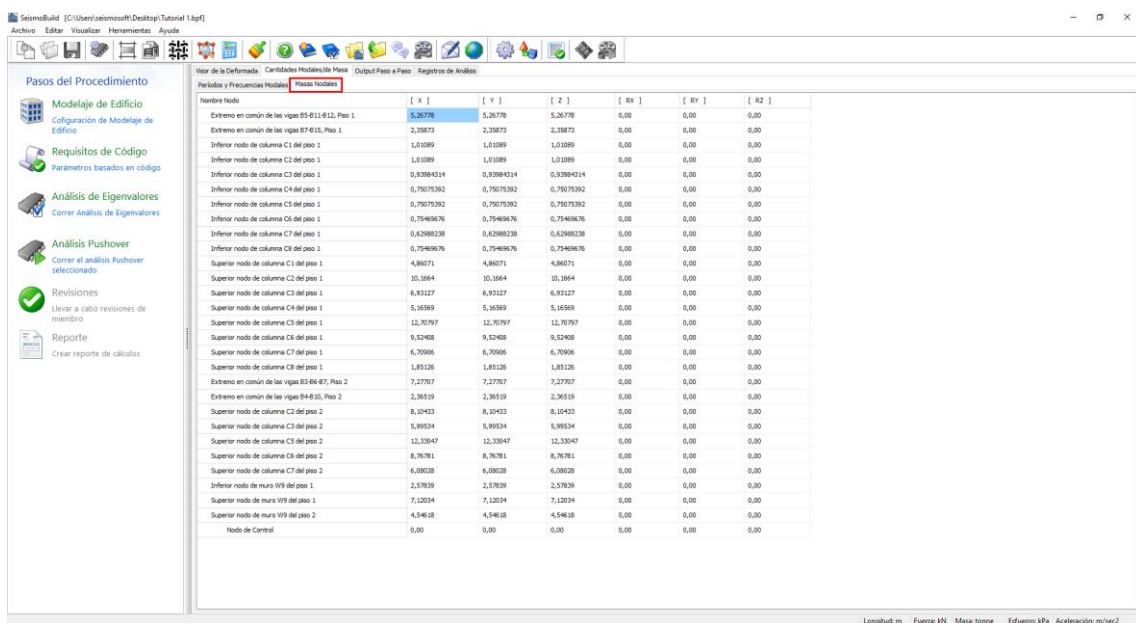 SeismoBuild [C:\Users\seismosoft\Desktop\Tutorial 1.bpf]
Archivo Editar Visualizar Herramientas Ayuda
Pasos del Procedimiento
Modelaje de Edificio
Cofiguración de Modelaje de
Edificio
Requisitos de Código
Parámetros basados en código
Análisis de Eigenvalores
Correr Análisis de Eigenvalores
Análisis Pushover
Correr el análisis Pushover
seleccionado
Revisiones
Llevar a cabo revisiones de
miembro
Reporte
Crear reporte de cálculos
Visor de la Deformada Cantidades Modales/de Masa Output Paso a Paso Registros de Análisis
Períodos y Frecuencias Modales Masas Nodales
Nombre Nodo [ X ] [ Y ] [ Z ] [ RX ] [ RY ] [ RZ ]
Extremo en común de las vigas B5-B11-B12, Piso 1 5,26778 5,26778 5,26778 0,00 0,00 0,00
Extremo en común de las vigas B7-B15, Piso 1 2,35873 2,35873 2,35873 0,00 0,00 0,00
Inferior nodo de columna C1 del piso 1 1,01089 1,01089 1,01089 0,00 0,00 0,00
Inferior nodo de columna C2 del piso 1 1,01089 1,01089 1,01089 0,00 0,00 0,00
Inferior nodo de columna C3 del piso 1 0,93984314 0,93984314 0,93984314 0,00 0,00 0,00
Inferior nodo de columna C4 del piso 1 0,75075392 0,75075392 0,75075392 0,00 0,00 0,00
Inferior nodo de columna C5 del piso 1 0,75075392 0,75075392 0,75075392 0,00 0,00 0,00
Inferior nodo de columna C6 del piso 1 0,75469676 0,75469676 0,75469676 0,00 0,00 0,00
Inferior nodo de columna C7 del piso 1 0,62988238 0,62988238 0,62988238 0,00 0,00 0,00
Inferior nodo de columna C8 del piso 1 0,75469676 0,75469676 0,75469676 0,00 0,00 0,00
Superior nodo de columna C1 del piso 1 4,86071 4,86071 4,86071 0,00 0,00 0,00
Superior nodo de columna C2 del piso 1 10,1664 10,1664 10,1664 0,00 0,00 0,00
Superior nodo de columna C3 del piso 1 6,93127 6,93127 6,93127 0,00 0,00 0,00
Superior nodo de columna C4 del piso 1 5,16569 5,16569 5,16569 0,00 0,00 0,00
Superior nodo de columna C5 del piso 1 12,70797 12,70797 12,70797 0,00 0,00 0,00
Superior nodo de columna C6 del piso 1 9,52408 9,52408 9,52408 0,00 0,00 0,00
Superior nodo de columna C7 del piso 1 6,70906 6,70906 6,70906 0,00 0,00 0,00
Superior nodo de columna C8 del piso 1 1,85126 1,85126 1,85126 0,00 0,00 0,00
Extremo en común de las vigas B3-B6-B7, Piso 2 7,27707 7,27707 7,27707 0,00 0,00 0,00
Extremo en común de las vigas B4-B10, Piso 2 2,36519 2,36519 2,36519 0,00 0,00 0,00
Superior nodo de columna C2 del piso 2 8,10433 8,10433 8,10433 0,00 0,00 0,00
Superior nodo de columna C3 del piso 2 5,99534 5,99534 5,99534 0,00 0,00 0,00
Superior nodo de columna C5 del piso 2 12,33047 12,33047 12,33047 0,00 0,00 0,00
Superior nodo de columna C6 del piso 2 8,76781 8,76781 8,76781 0,00 0,00 0,00
Superior nodo de columna C7 del piso 2 6,08028 6,08028 6,08028 0,00 0,00 0,00
Inferior nodo de muro W9 del piso 1 2,57839 2,57839 2,57839 0,00 0,00 0,00
Superior nodo de muro W9 del piso 1 7,12034 7,12034 7,12034 0,00 0,00 0,00
Superior nodo de muro W9 del piso 2 4,54618 4,54618 4,54618 0,00 0,00 0,00
Nodo de Control 0,00 0,00 0,00 0,00 0,00 0,00
Longitud: m Fuerza: kN Masa: tonne Esfuerzo: kPa Aceleración: m/sec2